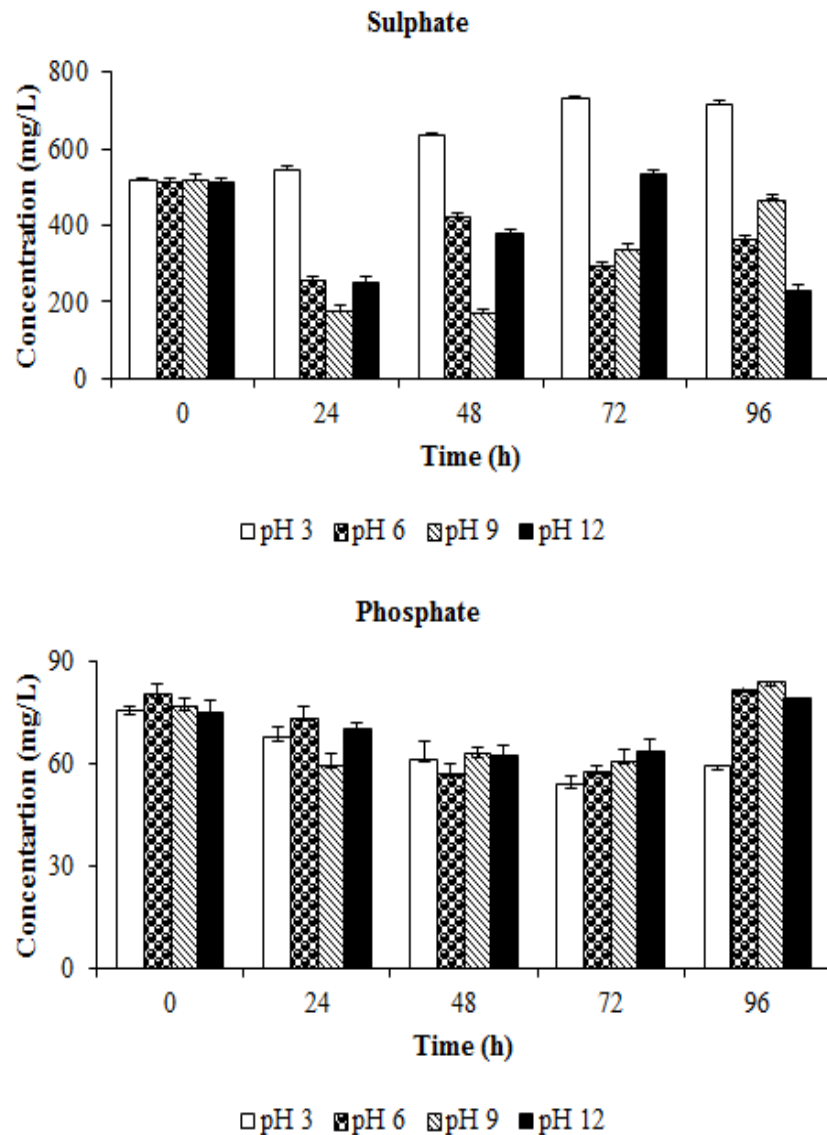 Sulphate
Concentration (mg/L)
800
600
400
200
0
0 24 48 72 96
Time (h)
pH 3 pH 6 pH 9 pH 12
Phosphate
Concentartion (mg/L)
90
60
30
0
0 24 48 72 96
Time (h)
pH 3 pH 6 pH 9 pH 12